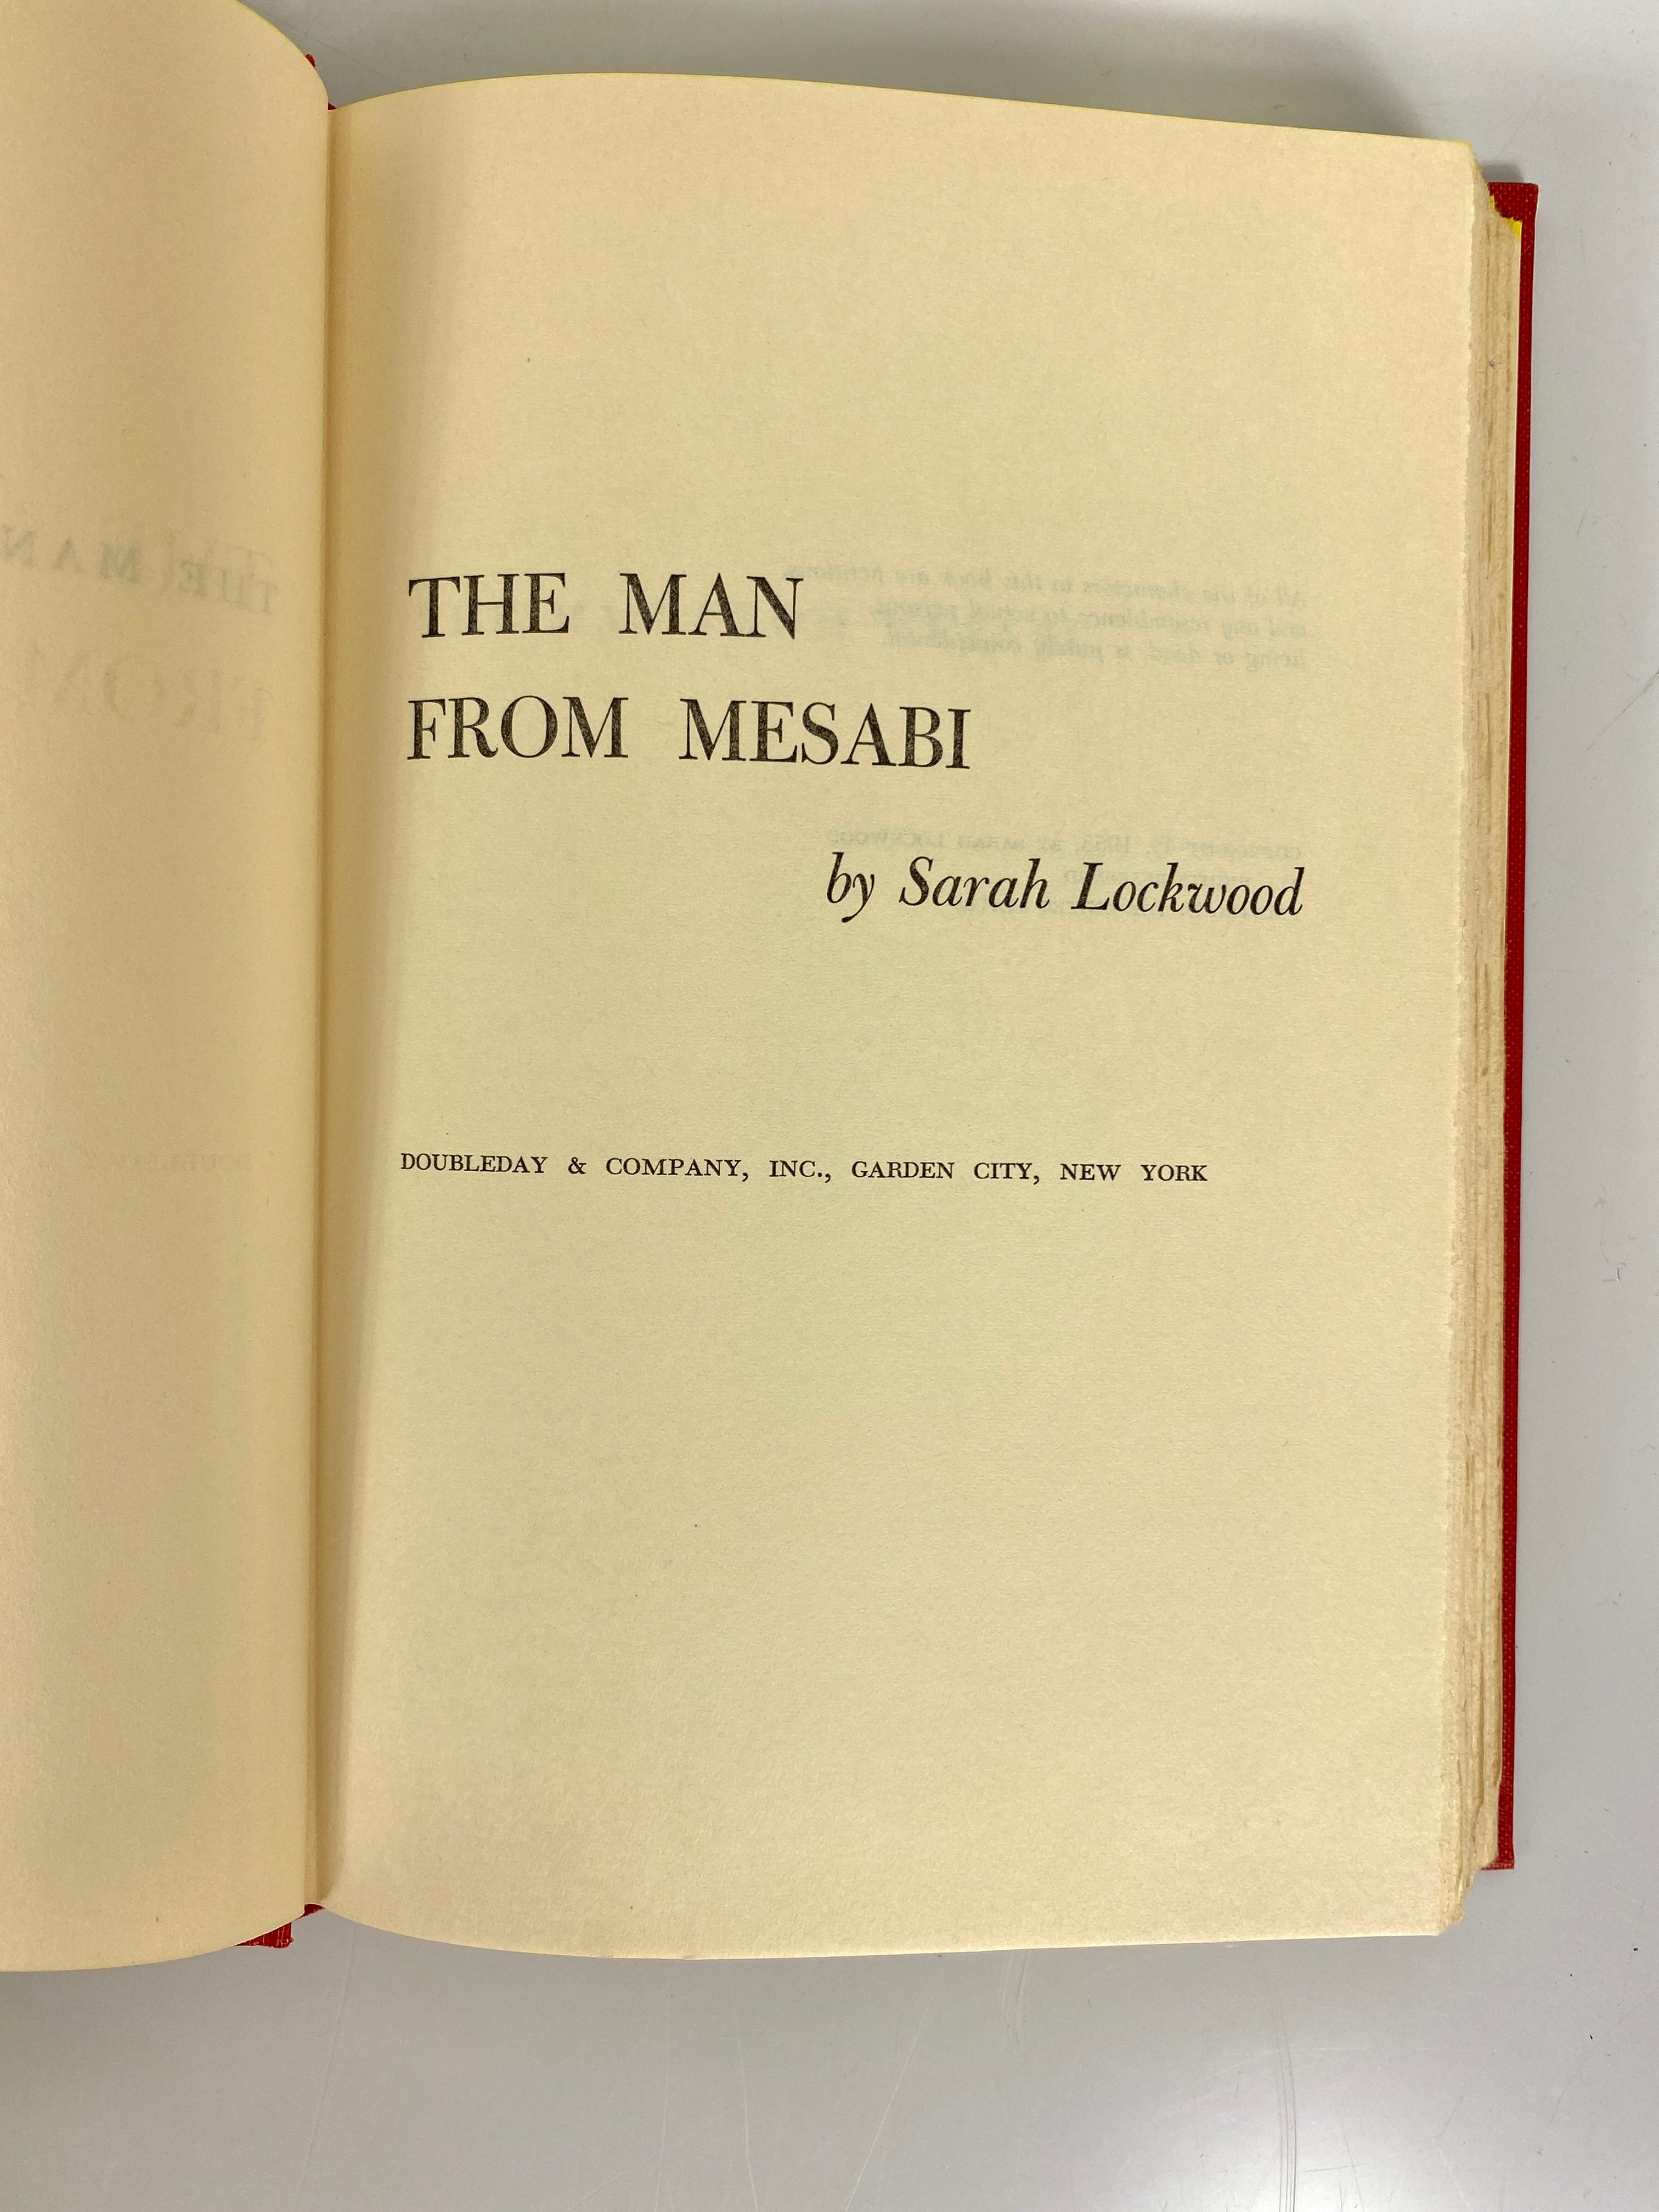 THE MAN
FROM MESABI
by Sarah Lockwood
DOUBLEDAY & COMPANY, INC., GARDEN CITY, NEW YORK